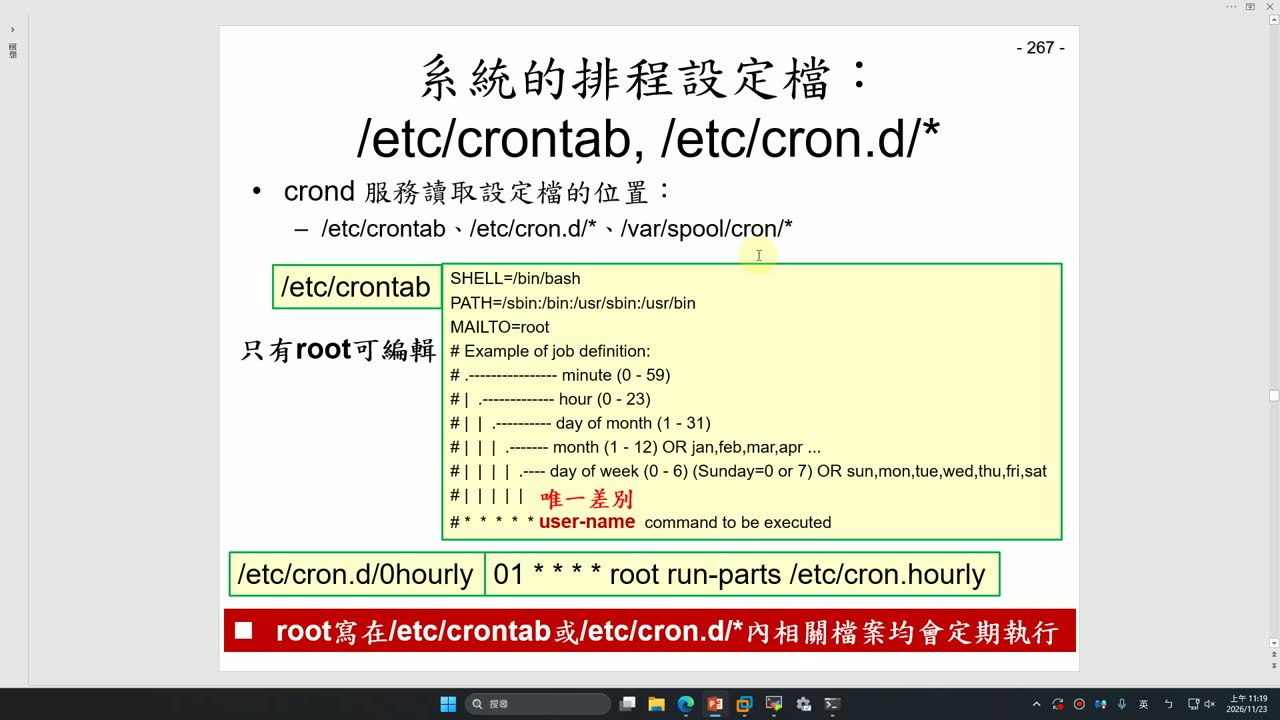 - 267 -
系統的排程設定檔：
/etc/crontab, /etc/cron.d/*
• crond 服務讀取設定檔的位置：
– /etc/crontab、/etc/cron.d/*、/var/spool/cron/*
/etc/crontab
只有root可編輯
SHELL=/bin/bash
PATH=/sbin:/bin:/usr/sbin:/usr/bin
MAILTO=root
# Example of job definition:
# .---------------- minute (0 - 59)
# | .------------- hour (0 - 23)
# | | .---------- day of month (1 - 31)
# | | | .------- month (1 - 12) OR jan,feb,mar,apr ...
# | | | | .---- day of week (0 - 6) (Sunday=0 or 7) OR sun,mon,tue,wed,thu,fri,sat
# | | | | | 唯一差別
# * * * * * user-name command to be executed
/etc/cron.d/0hourly 01 * * * * root run-parts /etc/cron.hourly
■ root寫在/etc/crontab或/etc/cron.d/*內相關檔案均會定期執行
搜尋
英
ㄅ
上午 11:19
2026/11/23